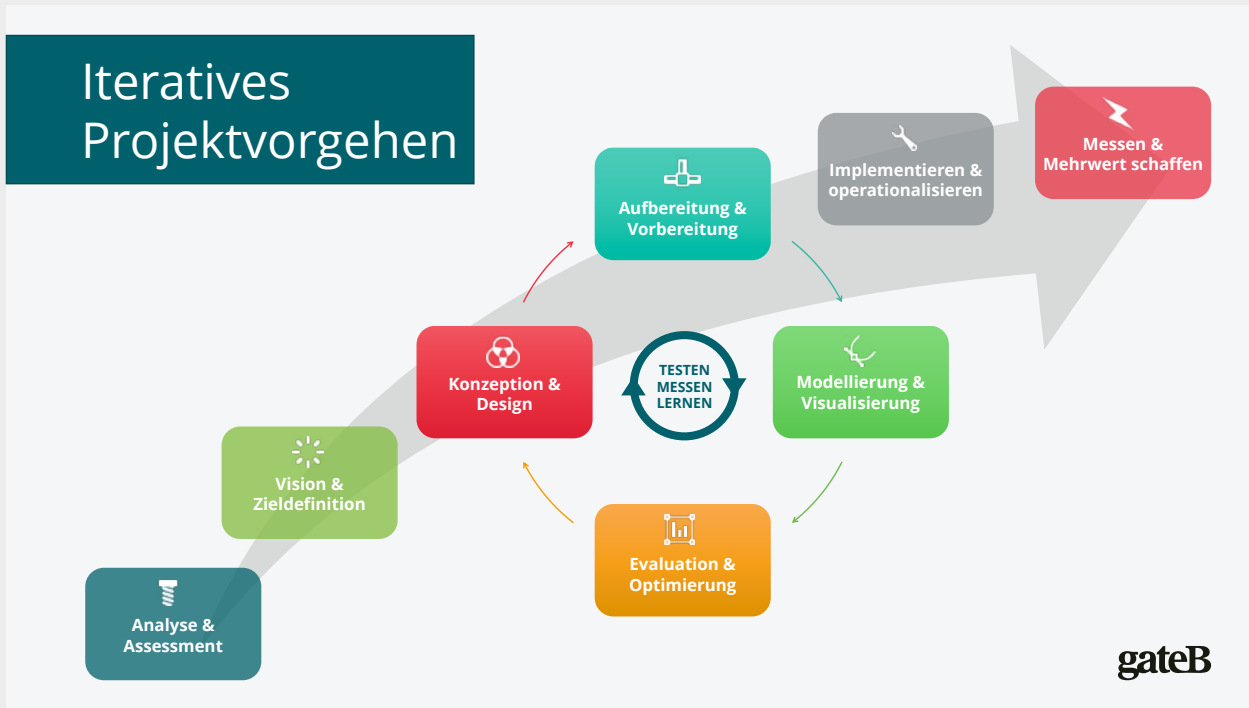 Iteratives
Projektvorgehen
Analyse &
Assessment
Vision &
Zieldefinition
Konzeption &
Design
Aufbereitung &
Vorbereitung
Modellierung &
Visualisierung
Evaluation &
Optimierung
TESTEN
MESSEN
LERNEN
Implementieren &
operationalisieren
Messen &
Mehrwert schaffen
gateB